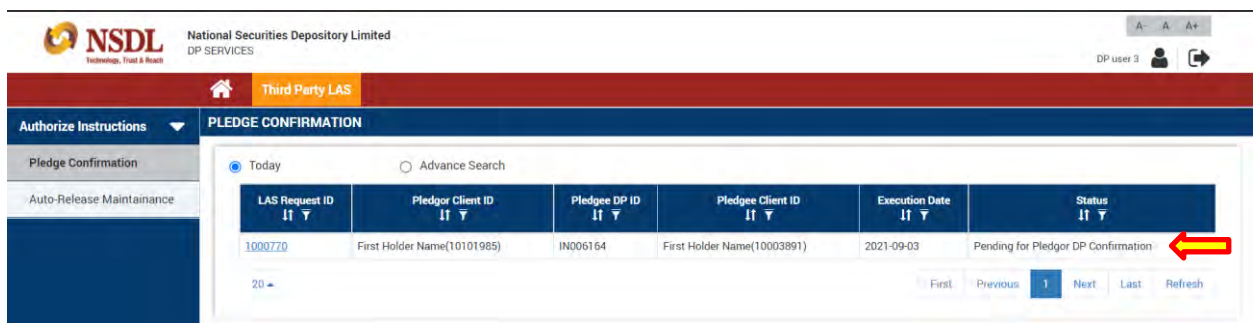 NSDL
Technology, Trust & Reach
National Securities Depository Limited
DP SERVICES
A- A A+
DP user 3
Third Party LAS
Authorize Instructions
PLEDGE CONFIRMATION
Pledge Confirmation
Auto-Release Maintainance
Today Advance Search
LAS Request ID Pledgor Client ID Pledgee DP ID Pledgee Client ID Execution Date Status
1000770 First Holder Name(10101985) IN006164 First Holder Name(10003891) 2021-09-03 Pending for Pledgor DP Confirmation
20 First Previous 1 Next Last Refresh